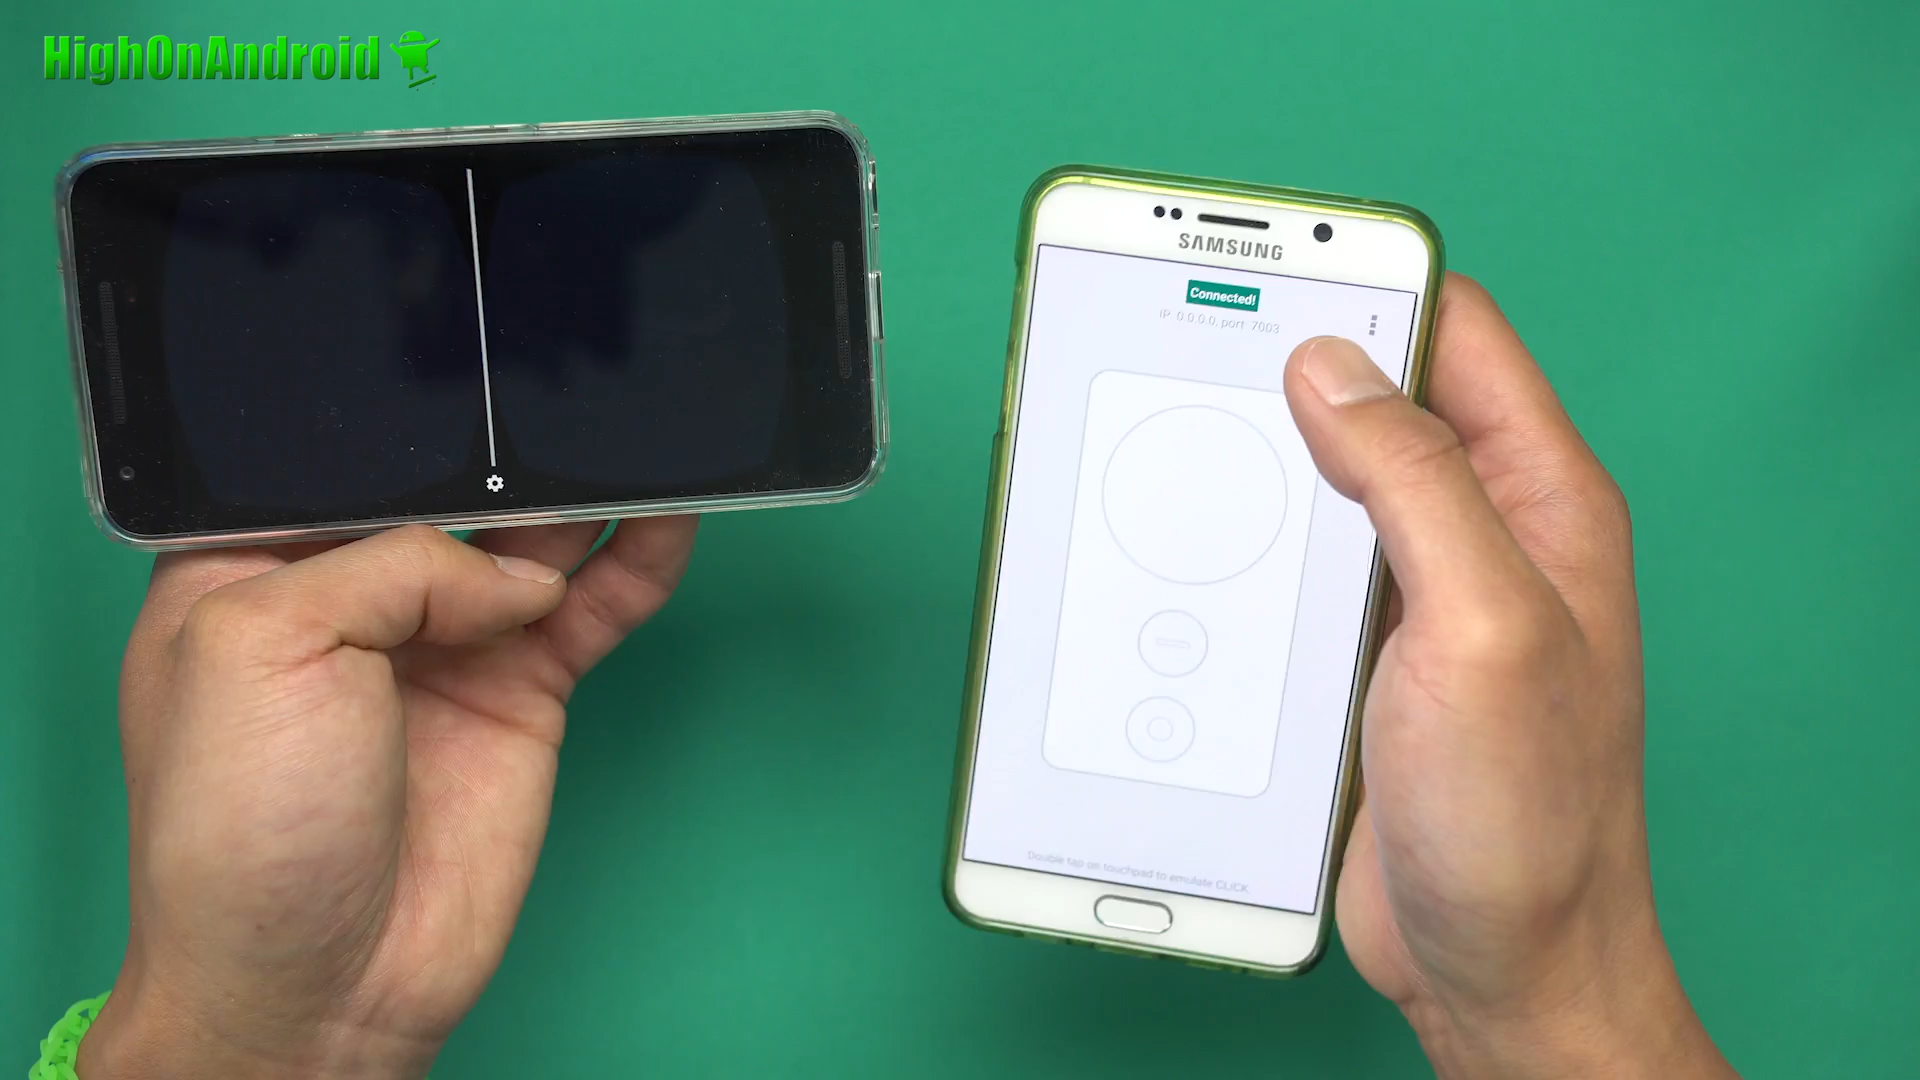 HighOnAndroid
SAMSUNG
Connected!
IP: 0.0.0.0, port: 7003
Double tap on touchpad to emulate CLICK.